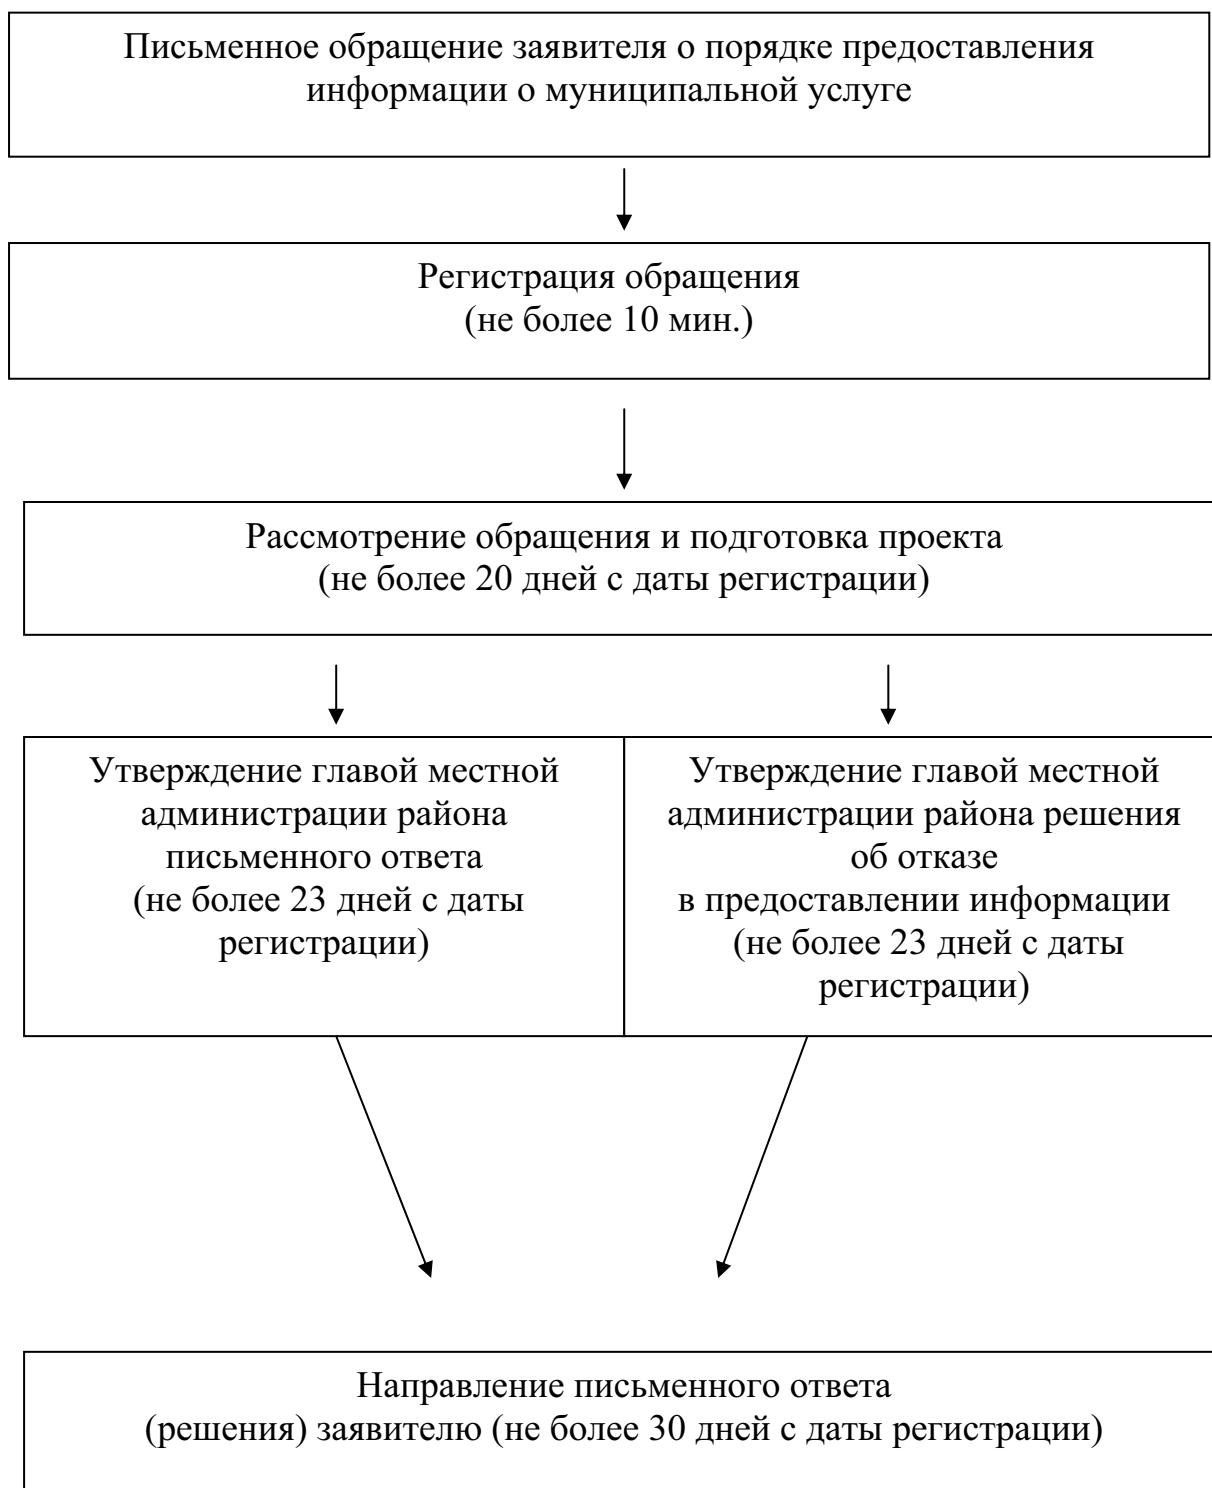 Письменное обращение заявителя о порядке предоставления
информации о муниципальной услуге
Регистрация обращения
(не более 10 мин.)
Рассмотрение обращения и подготовка проекта
(не более 20 дней с даты регистрации)
Утверждение главой местной
администрации района
письменного ответа
(не более 23 дней с даты
регистрации)
Утверждение главой местной
администрации района решения
об отказе
в предоставлении информации
(не более 23 дней с даты
регистрации)
Направление письменного ответа
(решения) заявителю (не более 30 дней с даты регистрации)